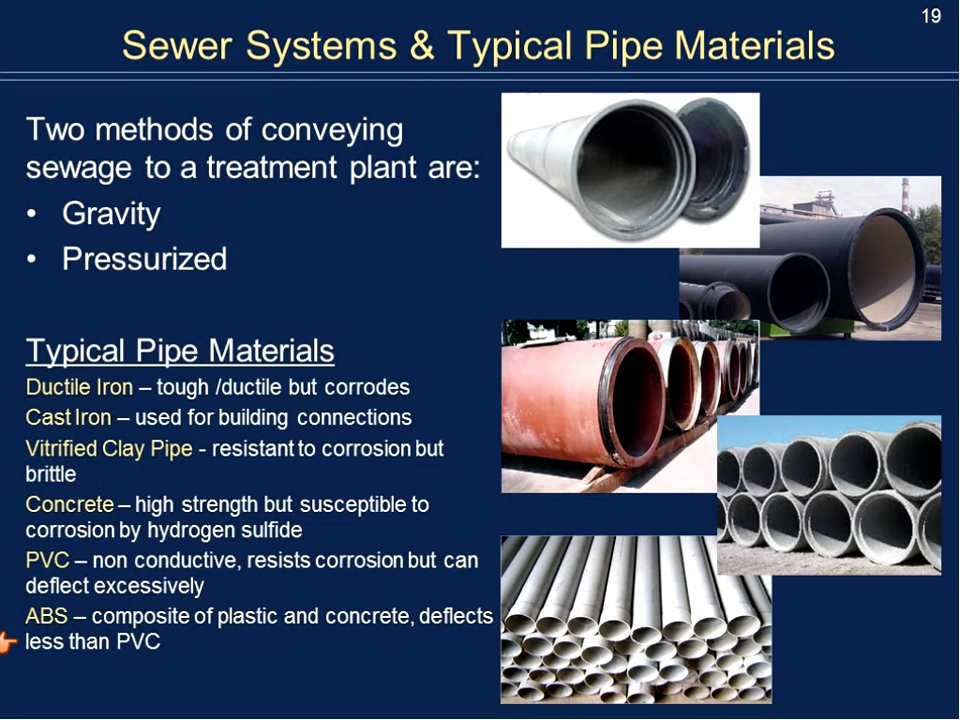 19
Sewer Systems & Typical Pipe Materials
Two methods of conveying
sewage to a treatment plant are:
• Gravity
• Pressurized
Typical Pipe Materials
Ductile Iron – tough /ductile but corrodes
Cast Iron – used for building connections
Vitrified Clay Pipe - resistant to corrosion but
brittle
Concrete – high strength but susceptible to
corrosion by hydrogen sulfide
PVC – non conductive, resists corrosion but can
deflect excessively
ABS – composite of plastic and concrete, deflects
less than PVC